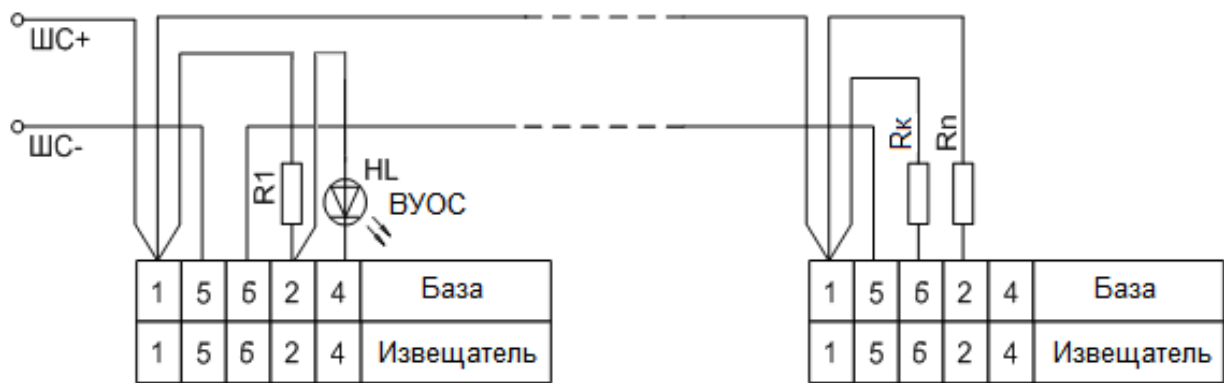 ШС+
ШС-
R1
HL
ВУОС
Rк
Rn
1 5 6 2 4 База
1 5 6 2 4 Извещатель
1 5 6 2 4 База
1 5 6 2 4 Извещатель